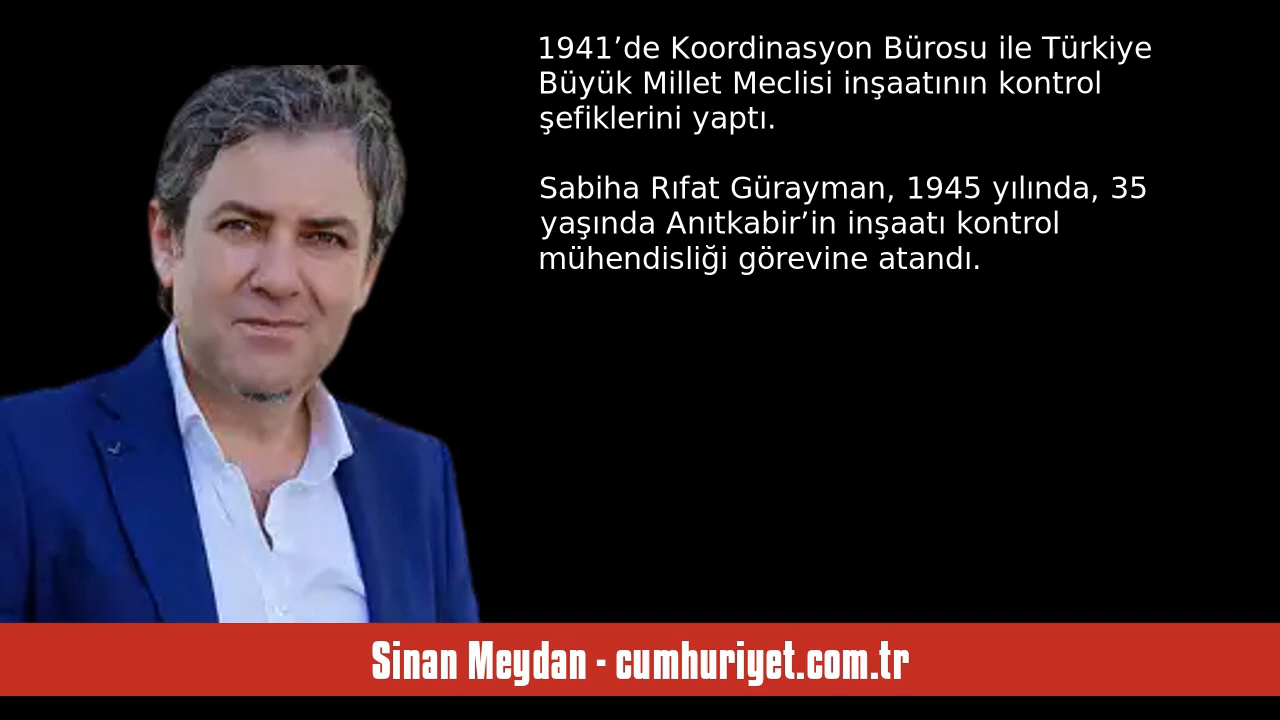 1941’de Koordinasyon Bürosu ile Türkiye
Büyük Millet Meclisi inşaatının kontrol
şefiklerini yaptı.
Sabiha Rıfat Gürayman, 1945 yılında, 35
yaşında Anıtkabir’in inşaatı kontrol
mühendisliği görevine atandı.
Sinan Meydan - cumhuriyet.com.tr